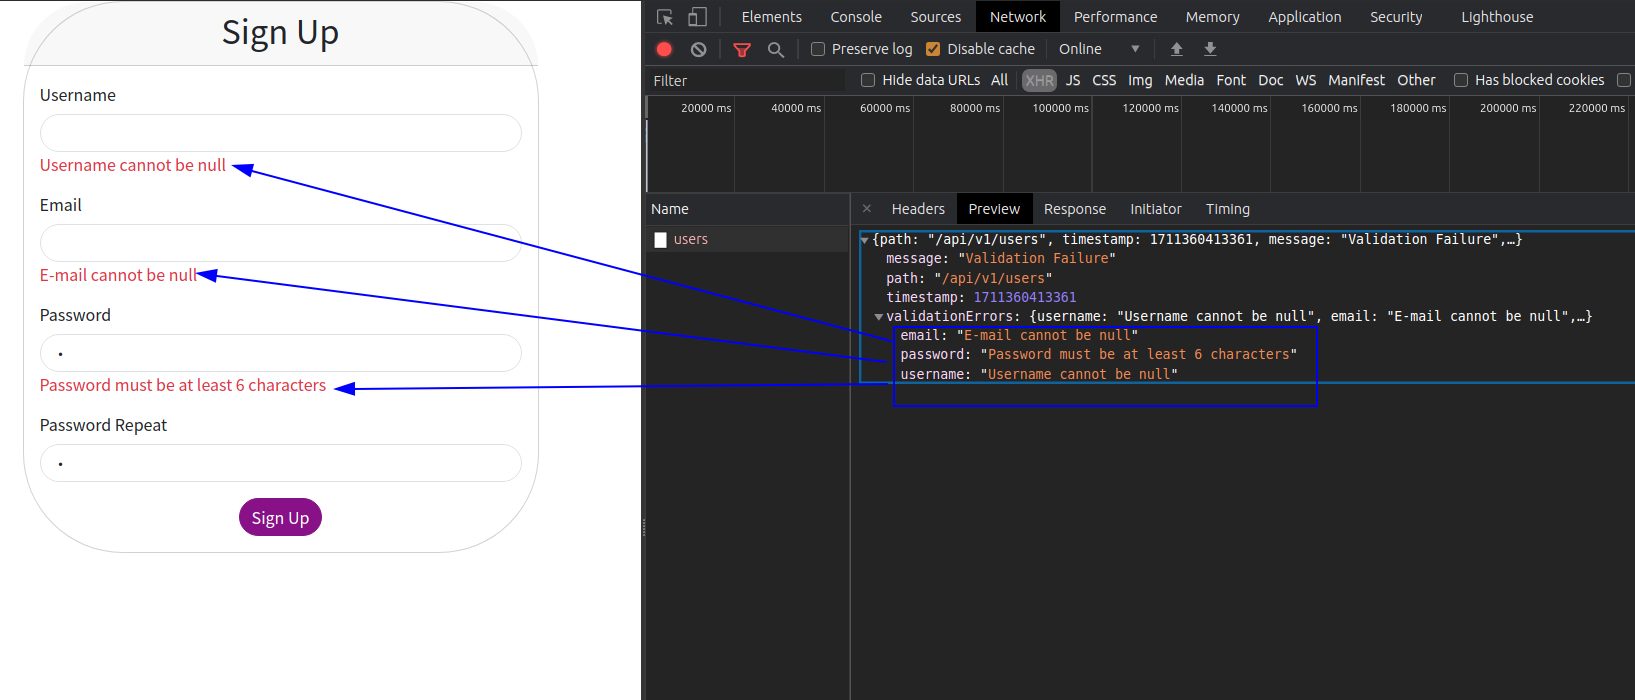 Sign Up
Username
Username cannot be null
Email
E-mail cannot be null
Password
•
Password must be at least 6 characters
Password Repeat
•
Sign Up
Elements Console Sources Network Performance Memory Application Security Lighthouse
Preserve log Disable cache Online
Filter Hide data URLs All XHR JS CSS Img Media Font Doc WS Manifest Other Has blocked cookies
20000 ms 40000 ms 60000 ms 80000 ms 100000 ms 120000 ms 140000 ms 160000 ms 180000 ms 200000 ms 220000 ms
Name
users
× Headers Preview Response Initiator Timing
{path: "/api/v1/users", timestamp: 1711360413361, message: "Validation Failure",…}
message: "Validation Failure"
path: "/api/v1/users"
timestamp: 1711360413361
validationErrors: {username: "Username cannot be null", email: "E-mail cannot be null",…}
email: "E-mail cannot be null"
password: "Password must be at least 6 characters"
username: "Username cannot be null"